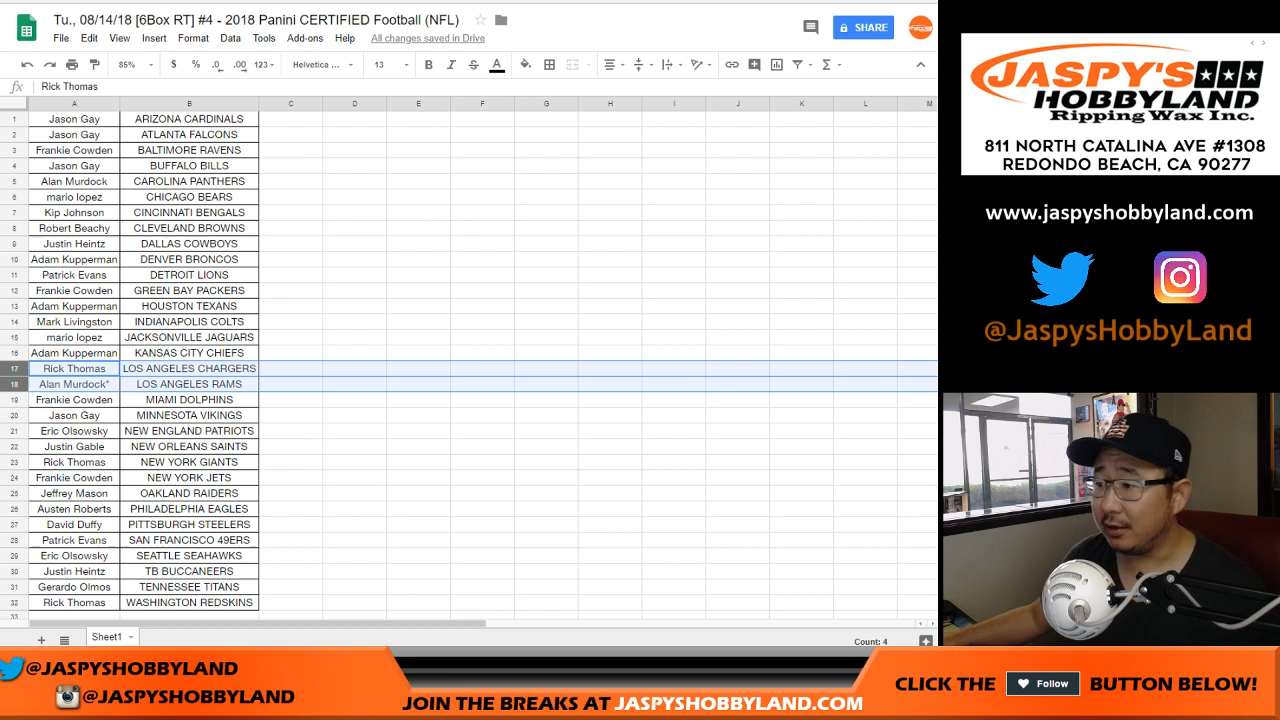 Tu., 08/14/18 [6Box RT] #4 - 2018 Panini CERTIFIED Football (NFL)
File Edit View Insert Format Data Tools Add-ons Help All changes saved in Drive
SHARE
85% $ % .0 .00 123 Helvetica ... 13 B I S A
fx Rick Thomas
A B C D E F G H I J K L M
1 Jason Gay ARIZONA CARDINALS
2 Jason Gay ATLANTA FALCONS
3 Frankie Cowden BALTIMORE RAVENS
4 Jason Gay BUFFALO BILLS
5 Alan Murdock CAROLINA PANTHERS
6 mario lopez CHICAGO BEARS
7 Kip Johnson CINCINNATI BENGALS
8 Robert Beachy CLEVELAND BROWNS
9 Justin Heintz DALLAS COWBOYS
10 Adam Kupperman DENVER BRONCOS
11 Patrick Evans DETROIT LIONS
12 Frankie Cowden GREEN BAY PACKERS
13 Adam Kupperman HOUSTON TEXANS
14 Mark Livingston INDIANAPOLIS COLTS
15 mario lopez JACKSONVILLE JAGUARS
16 Adam Kupperman KANSAS CITY CHIEFS
17 Rick Thomas LOS ANGELES CHARGERS
18 Alan Murdock* LOS ANGELES RAMS
19 Frankie Cowden MIAMI DOLPHINS
20 Jason Gay MINNESOTA VIKINGS
21 Eric Olsowsky NEW ENGLAND PATRIOTS
22 Justin Gable NEW ORLEANS SAINTS
23 Rick Thomas NEW YORK GIANTS
24 Frankie Cowden NEW YORK JETS
25 Jeffrey Mason OAKLAND RAIDERS
26 Austen Roberts PHILADELPHIA EAGLES
27 David Duffy PITTSBURGH STEELERS
28 Patrick Evans SAN FRANCISCO 49ERS
29 Eric Olsowsky SEATTLE SEAHAWKS
30 Justin Heintz TB BUCCANEERS
31 Gerardo Olmos TENNESSEE TITANS
32 Rick Thomas WASHINGTON REDSKINS
33
Sheet1
Count: 4
JASPY'S
HOBBYLAND
Ripping Wax Inc.
811 NORTH CATALINA AVE #1308
REDONDO BEACH, CA 90277
www.jaspyshobbyland.com
@JaspysHobbyLand
@JASPYSHOBBYLAND
@JASPYSHOBBYLAND
JOIN THE BREAKS AT JASPYSHOBBYLAND.COM
CLICK THE Follow BUTTON BELOW!